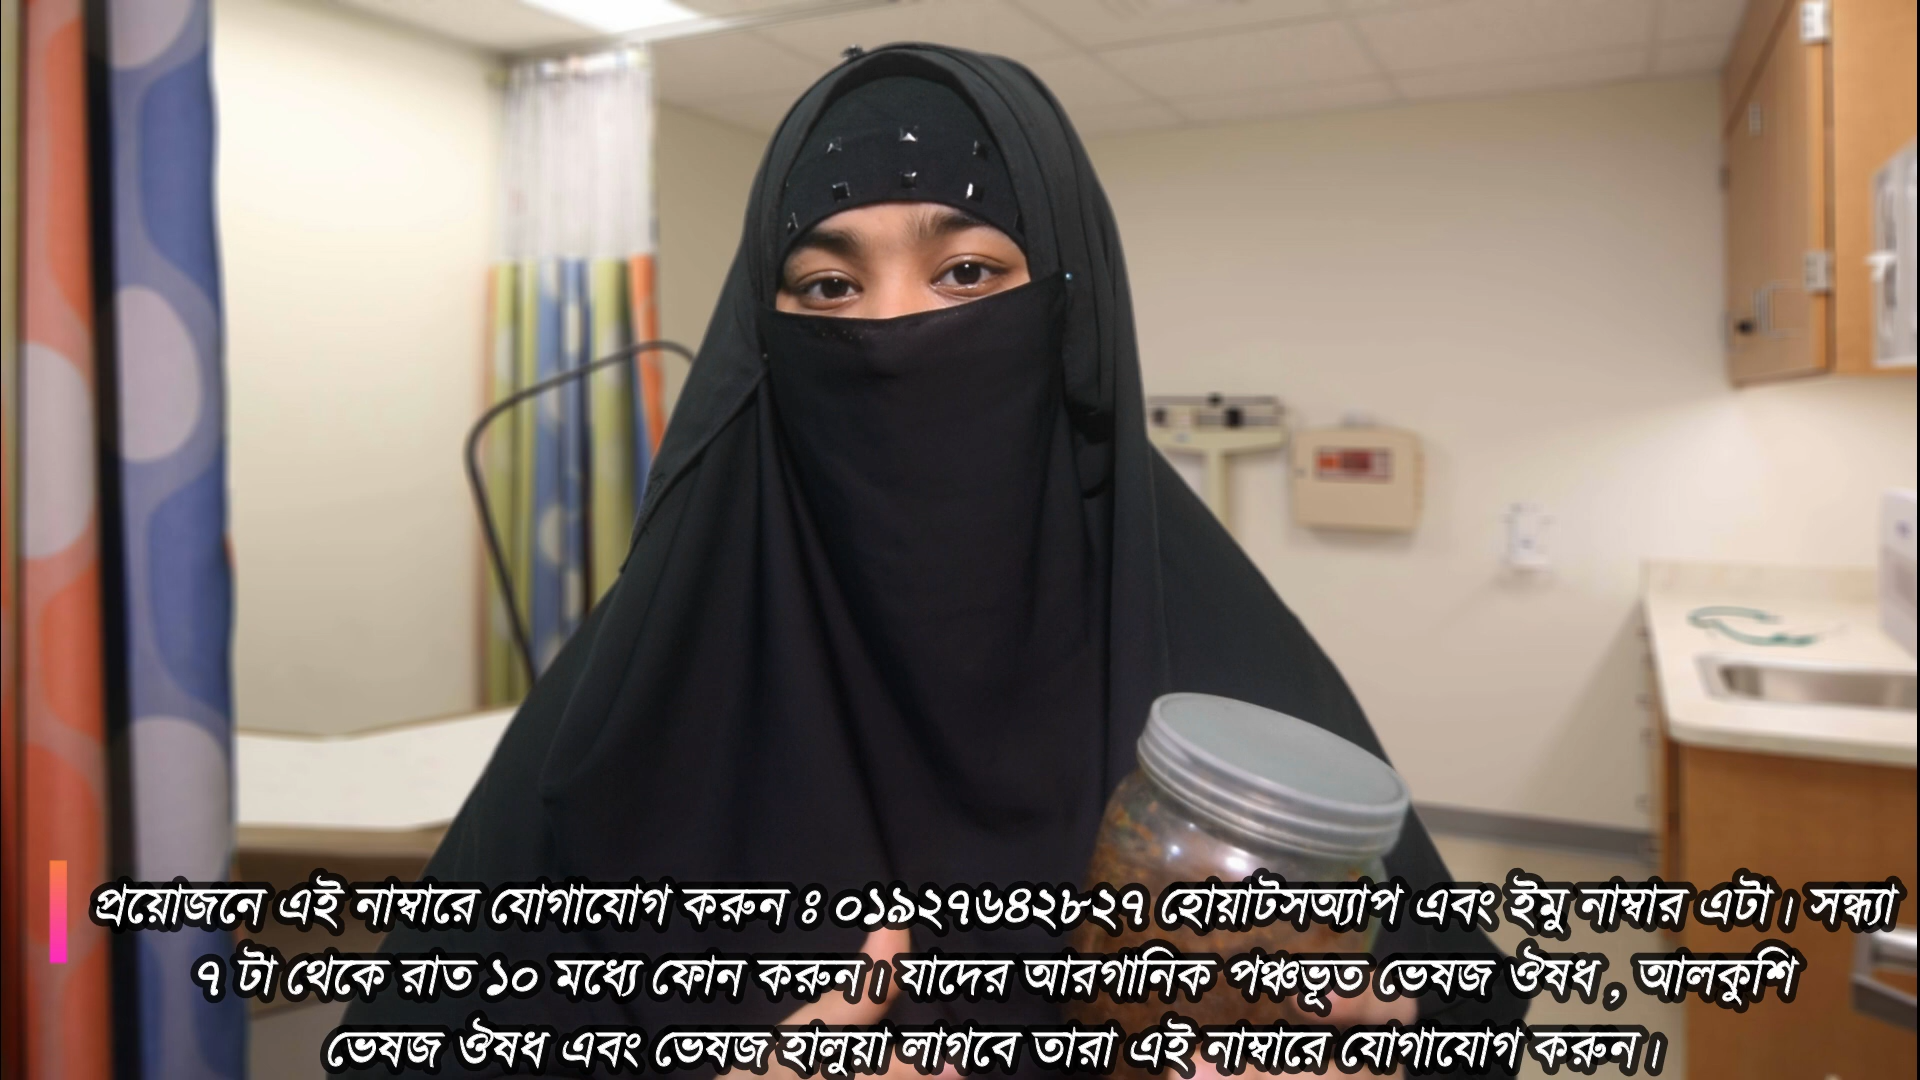 প্রয়োজনে এই নাম্বারে যোগাযোগ করুন ঃ ০১৯২৭৬৪২৮২৭ হোয়াটসঅ্যাপ এবং ইমু নাম্বার এটা। সন্ধ্যা
৭ টা থেকে রাত ১০ মধ্যে ফোন করুন। যাদের আরগানিক পঞ্চভূত ভেষজ ঔষধ , আলকুশি
ভেষজ ঔষধ এবং ভেষজ হালুয়া লাগবে তারা এই নাম্বারে যোগাযোগ করুন।